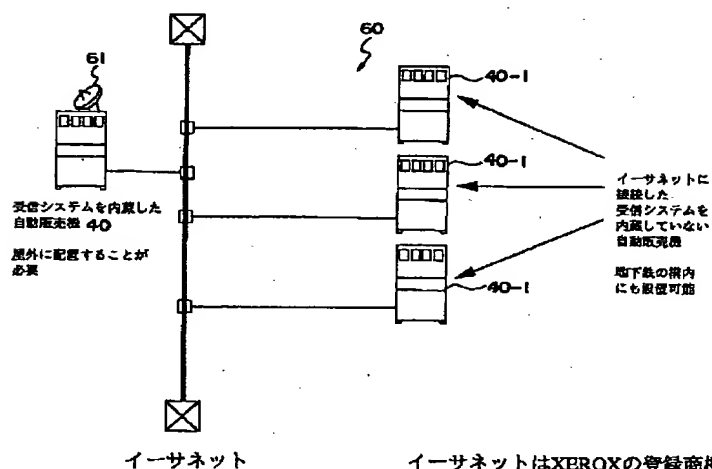 60
61
40-1
40-1
40-1
受信システムを内蔵した
自動販売機 40
屋外に配置することが
必要
イーサネットに
接続した
受信システムを
内蔵していない
自動販売機
地下鉄の構内
にも設置可能
イーサネット
イーサネットはXEROXの登録商標